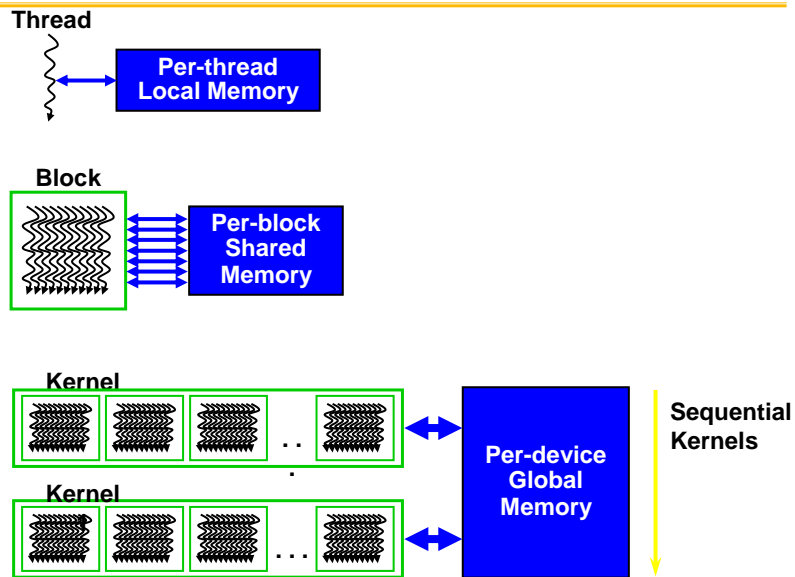 Thread
Per-thread
Local Memory
Block
Per-block
Shared
Memory
Kernel
. . .
Sequential
Kernels
Per-device
Global
Memory
Kernel
. . .